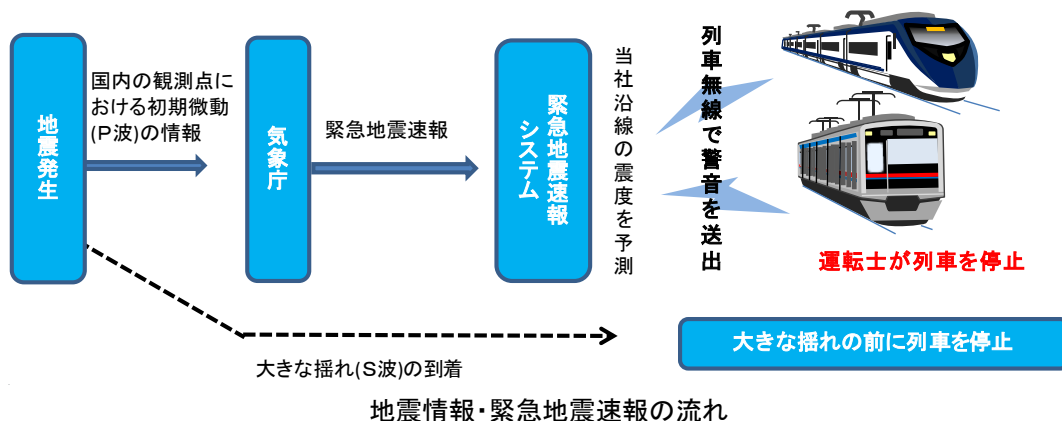 地震発生
国内の観測点に
おける初期微動
(P波)の情報
気象庁
緊急地震速報
緊急地震速報
システム
当社沿線の震度を予測
列車無線で警音を送出
運転士が列車を停止
大きな揺れの前に列車を停止
大きな揺れ(S波)の到着
地震情報・緊急地震速報の流れ